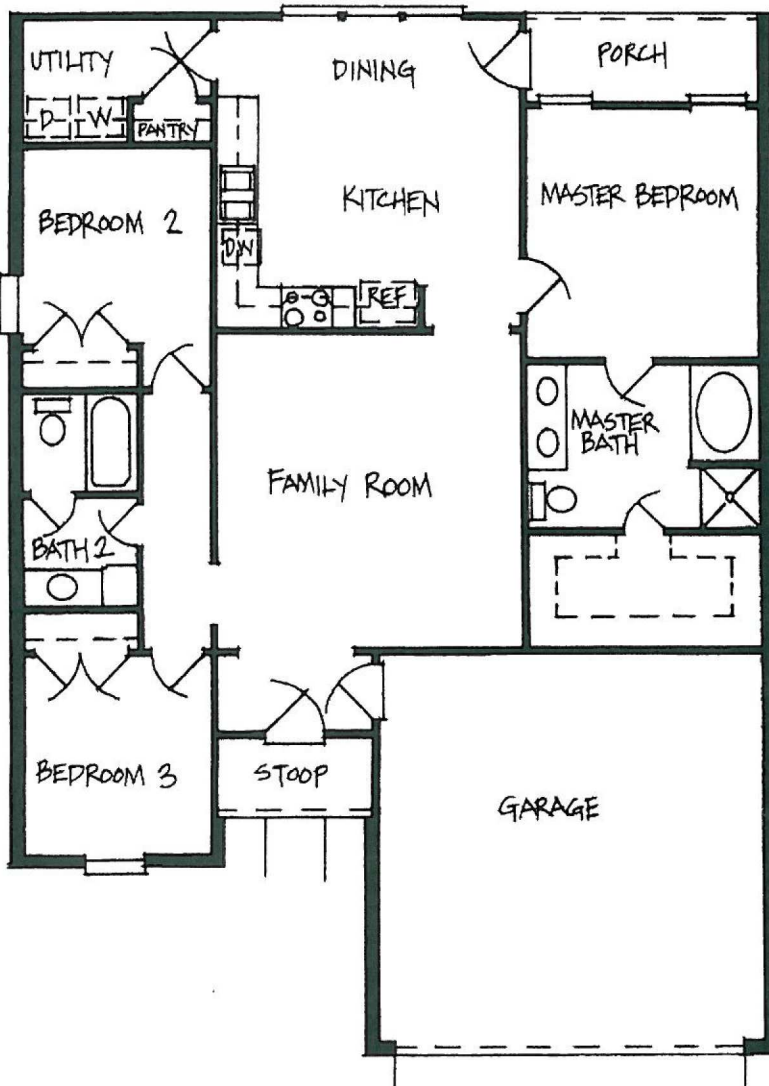 UTILITY
DINING
PORCH
D W
PANTRY
BEDROOM 2
KITCHEN
MASTER BEDROOM
DW
REF
MASTER
BATH
FAMILY ROOM
BATH 2
BEDROOM 3
STOOP
GARAGE